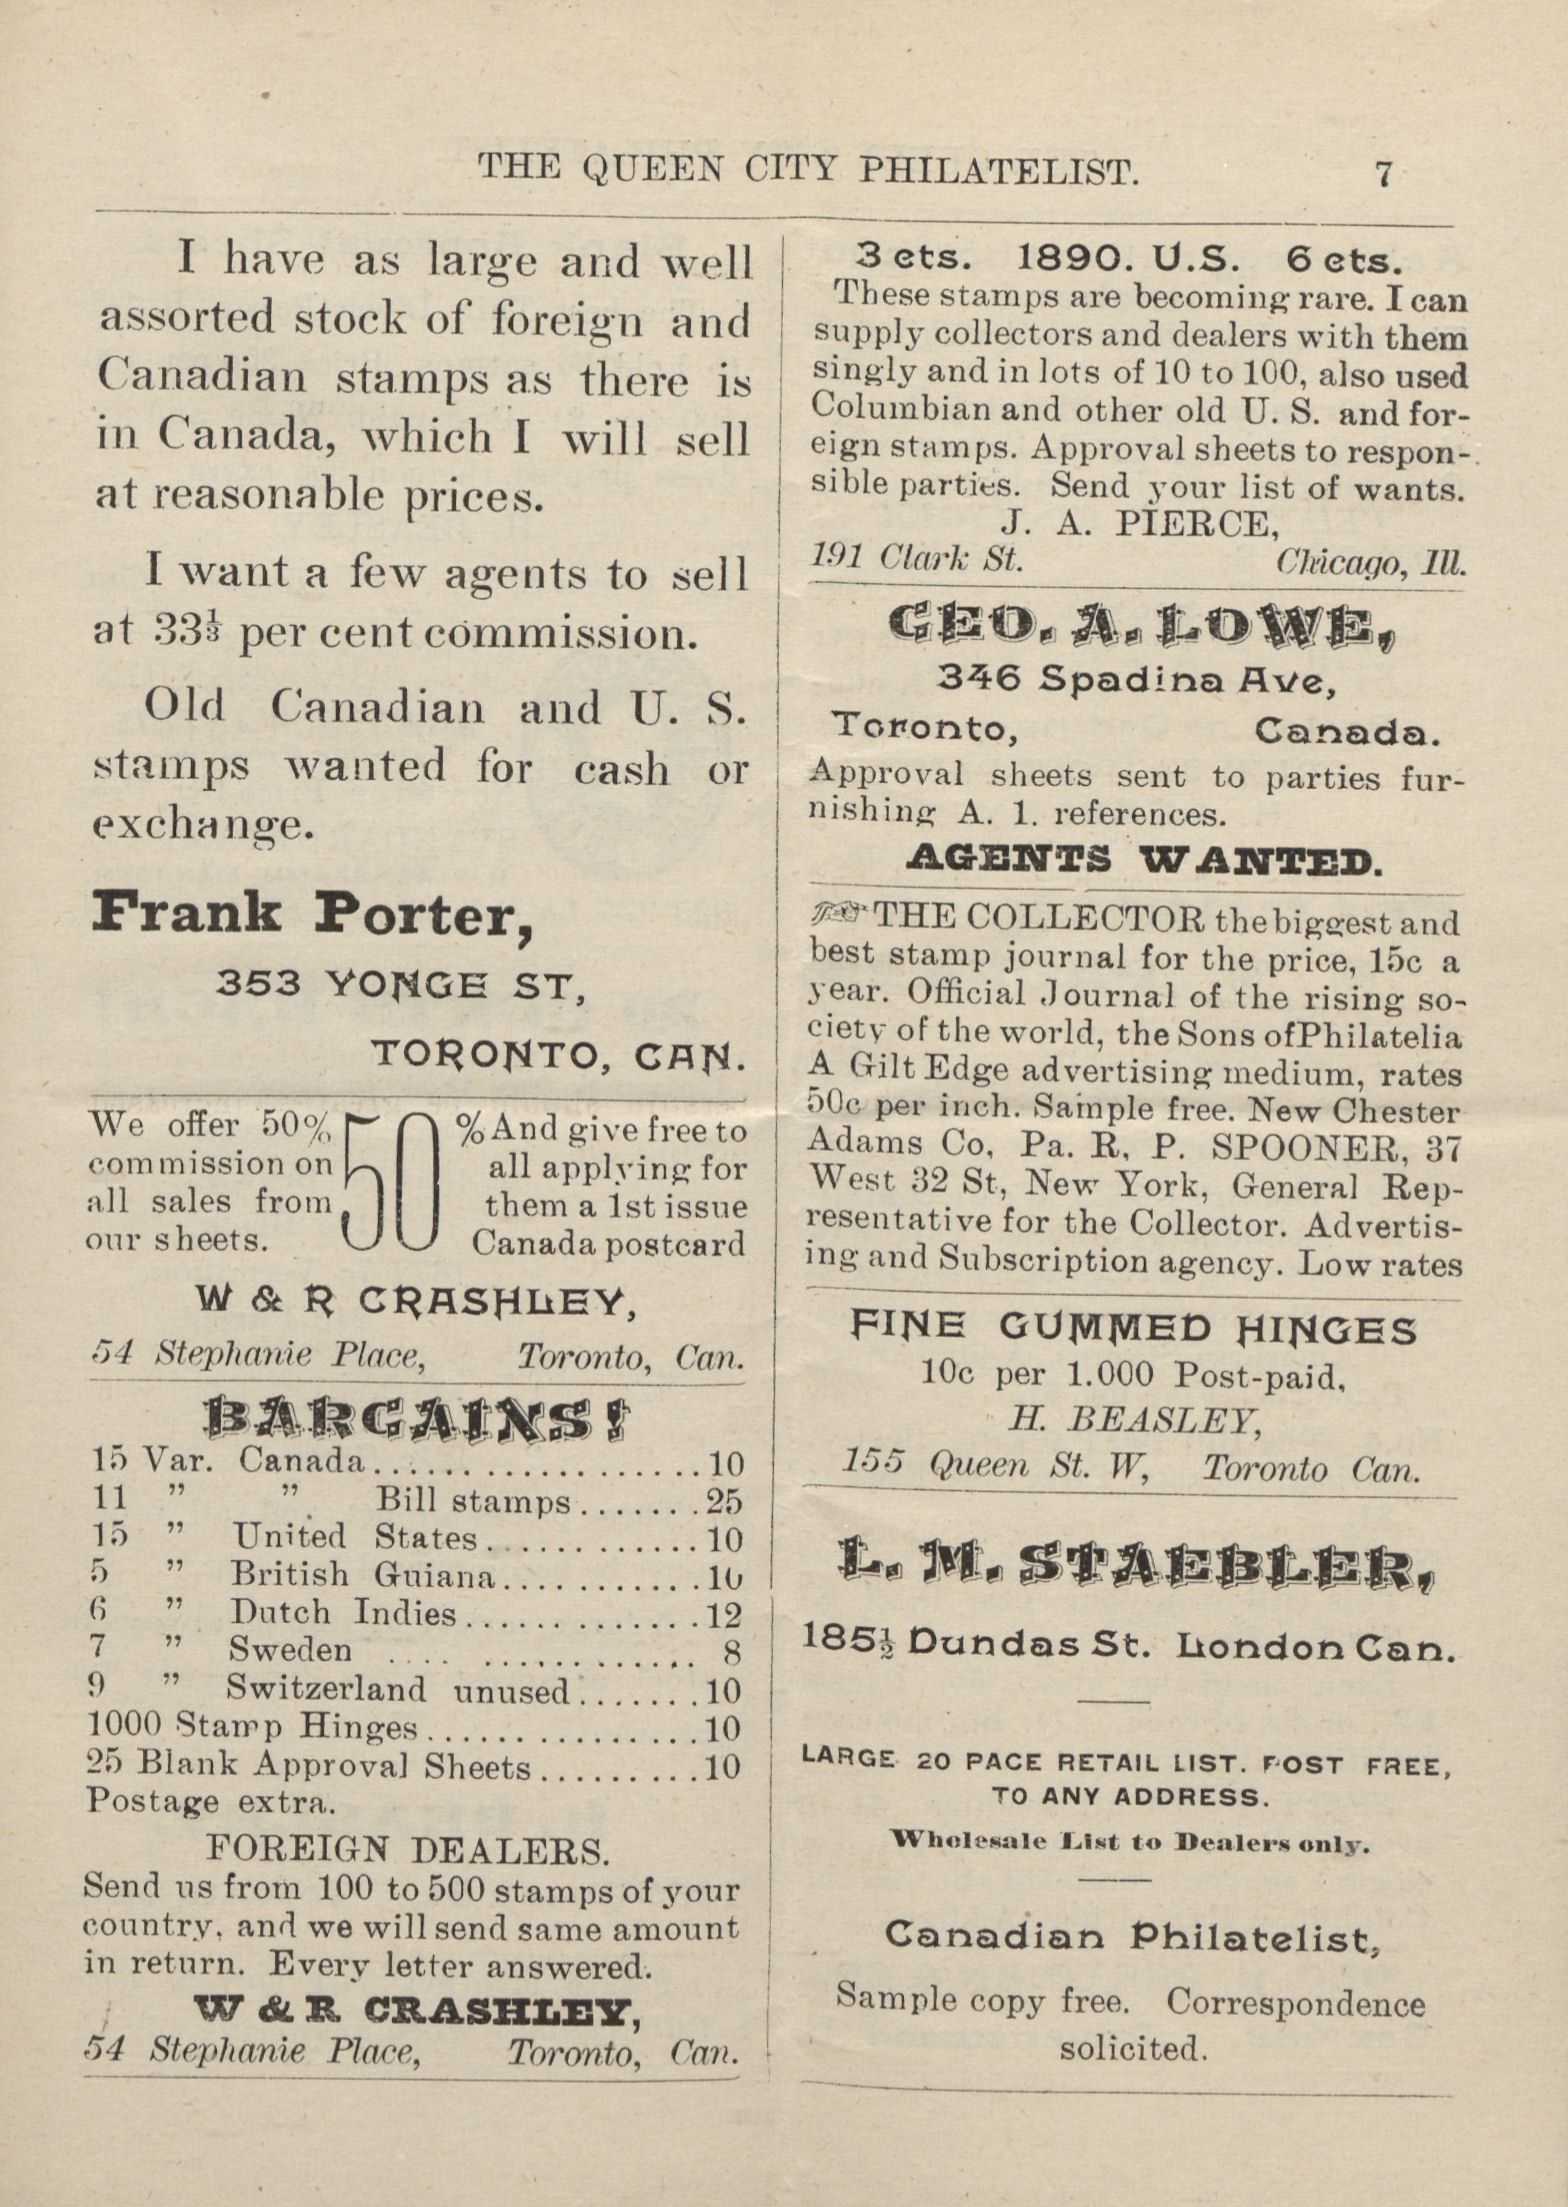 THE QUEEN CITY PHILATELIST. 7
I have as large and well
assorted stock of foreign and
Canadian stamps as there is
in Canada, which I will sell
at reasonable prices.
I want a few agents to sell
at 33⅓ per cent commission.
Old Canadian and U. S.
stamps wanted for cash or
exchange.
Frank Porter,
353 YONGE ST,
TORONTO, CAN.
We offer 50%
commission on
all sales from
our sheets.
50
% And give free to
all applying for
them a 1st issue
Canada postcard
W & R CRASHLEY,
54 Stephanie Place, Toronto, Can.
BARGAINS!
15 Var. Canada....................10
11 " " Bill stamps.......25
15 " United States.............10
5 " British Guiana............10
6 " Dutch Indies..............12
7 " Sweden .... ............. 8
9 " Switzerland unused.......10
1000 Stamp Hinges................10
25 Blank Approval Sheets.........10
Postage extra.
FOREIGN DEALERS.
Send us from 100 to 500 stamps of your
country, and we will send same amount
in return. Every letter answered.
W & R CRASHLEY,
54 Stephanie Place, Toronto, Can.
3 cts. 1890. U.S. 6 cts.
These stamps are becoming rare. I can
supply collectors and dealers with them
singly and in lots of 10 to 100, also used
Columbian and other old U. S. and for-
eign stamps. Approval sheets to respon-
sible parties. Send your list of wants.
J. A. PIERCE,
191 Clark St. Chicago, Ill.
GEO. A. LOWE,
346 Spadina Ave,
Toronto, Canada.
Approval sheets sent to parties fur-
nishing A. 1. references.
AGENTS WANTED.
☞THE COLLECTOR the biggest and
best stamp journal for the price, 15c a
year. Official Journal of the rising so-
ciety of the world, the Sons ofPhilatelia
A Gilt Edge advertising medium, rates
50c per inch. Sample free. New Chester
Adams Co, Pa. R, P. SPOONER, 37
West 32 St, New York, General Rep-
resentative for the Collector. Advertis-
ing and Subscription agency. Low rates
FINE GUMMED HINGES
10c per 1.000 Post-paid,
H. BEASLEY,
155 Queen St. W, Toronto Can.
L. M. STAEBLER,
185½ Dundas St. London Can.
LARGE 20 PACE RETAIL LIST. POST FREE,
TO ANY ADDRESS.
Wholesale List to Dealers only.
Canadian Philatelist,
Sample copy free. Correspondence
solicited.